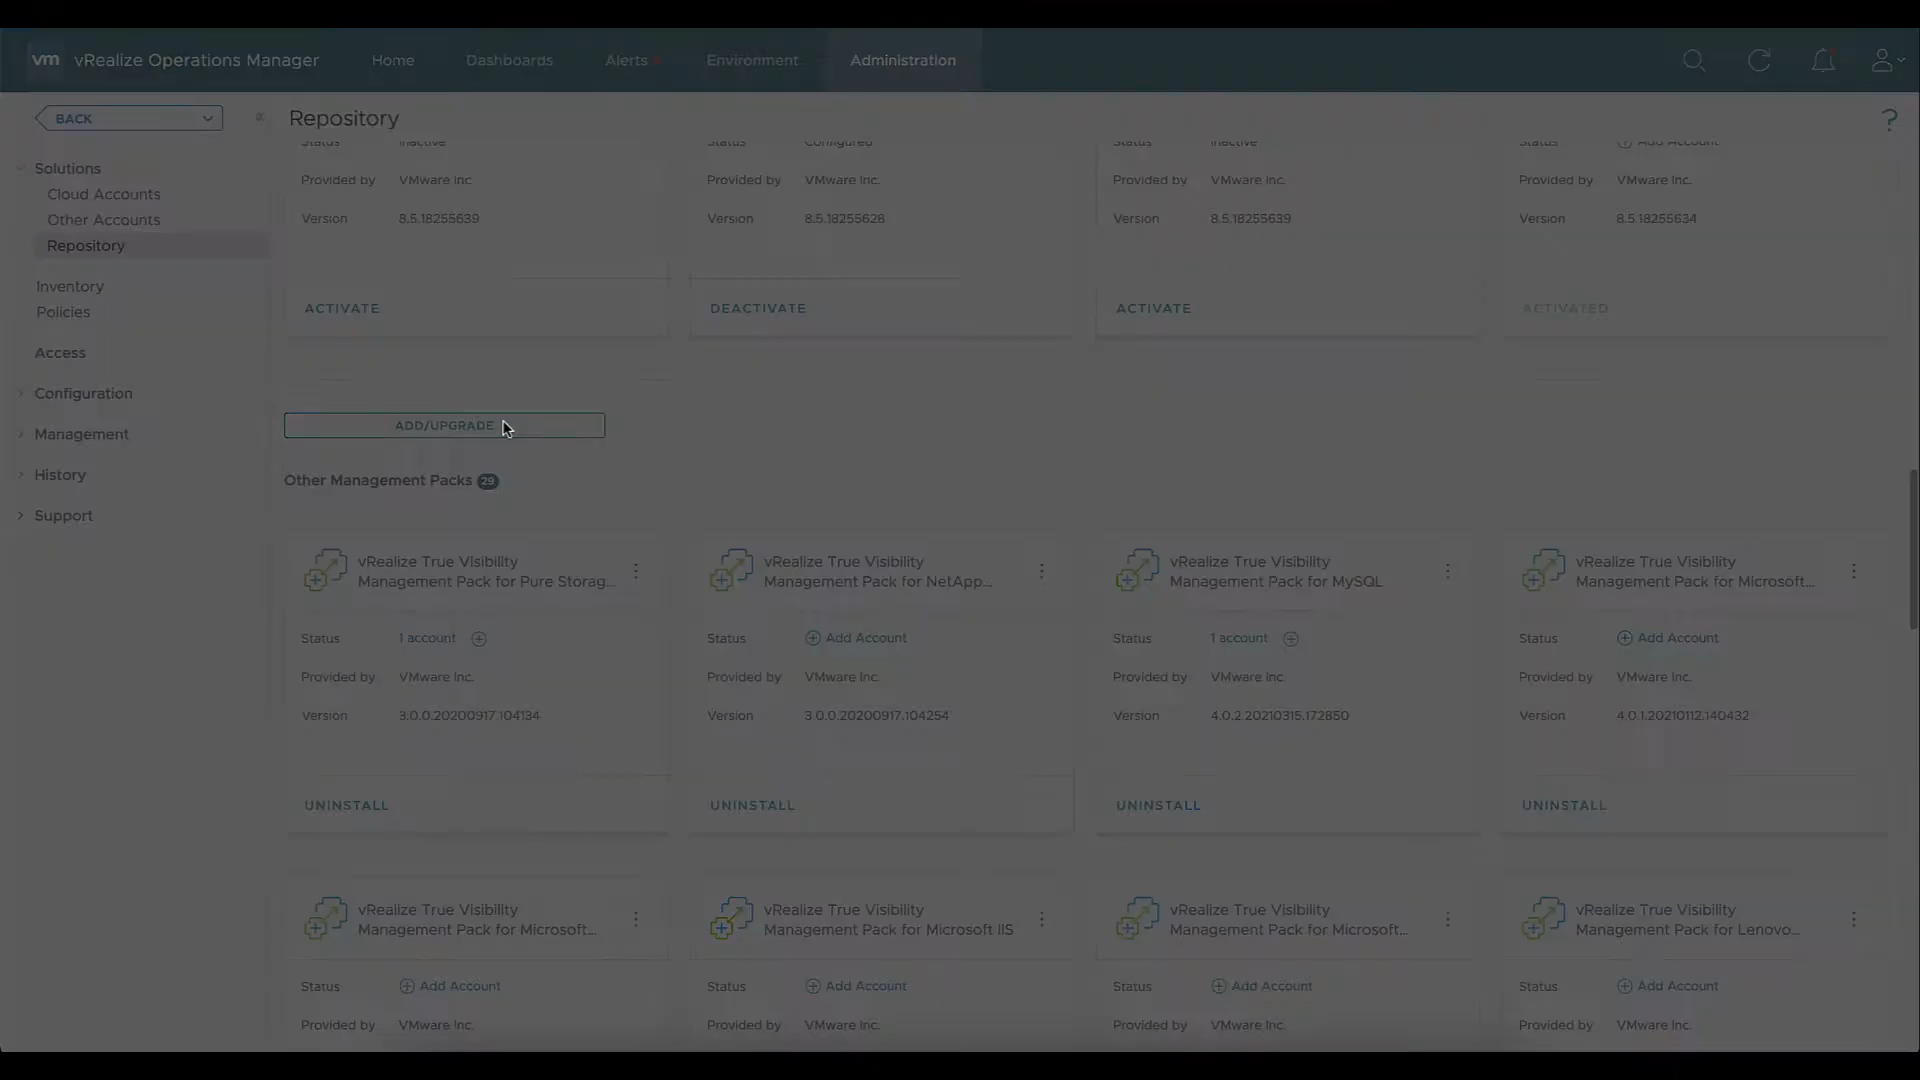 vm vRealize Operations Manager Home Dashboards Alerts Environment Administration
BACK
Repository
?
Solutions
Cloud Accounts
Other Accounts
Repository
Inventory
Policies
Access
Configuration
Management
History
Support
Status Inactive Status Configured Status Inactive Status Add Account
Provided by VMware Inc. Provided by VMware Inc. Provided by VMware Inc. Provided by VMware Inc.
Version 8.5.18255639 Version 8.5.18255628 Version 8.5.18255639 Version 8.5.18255634
ACTIVATE DEACTIVATE ACTIVATE ACTIVATED
ADD/UPGRADE
Other Management Packs 29
vRealize True Visibility vRealize True Visibility vRealize True Visibility vRealize True Visibility
Management Pack for Pure Storag... Management Pack for NetApp... Management Pack for MySQL Management Pack for Microsoft...
Status 1 account Status Add Account Status 1 account Status Add Account
Provided by VMware Inc. Provided by VMware Inc. Provided by VMware Inc. Provided by VMware Inc.
Version 3.0.0.20200917.104134 Version 3.0.0.20200917.104254 Version 4.0.2.20210315.172850 Version 4.0.1.20210112.140432
UNINSTALL UNINSTALL UNINSTALL UNINSTALL
vRealize True Visibility vRealize True Visibility vRealize True Visibility vRealize True Visibility
Management Pack for Microsoft... Management Pack for Microsoft IIS Management Pack for Microsoft... Management Pack for Lenovo...
Status Add Account Status Add Account Status Add Account Status Add Account
Provided by VMware Inc. Provided by VMware Inc. Provided by VMware Inc. Provided by VMware Inc.